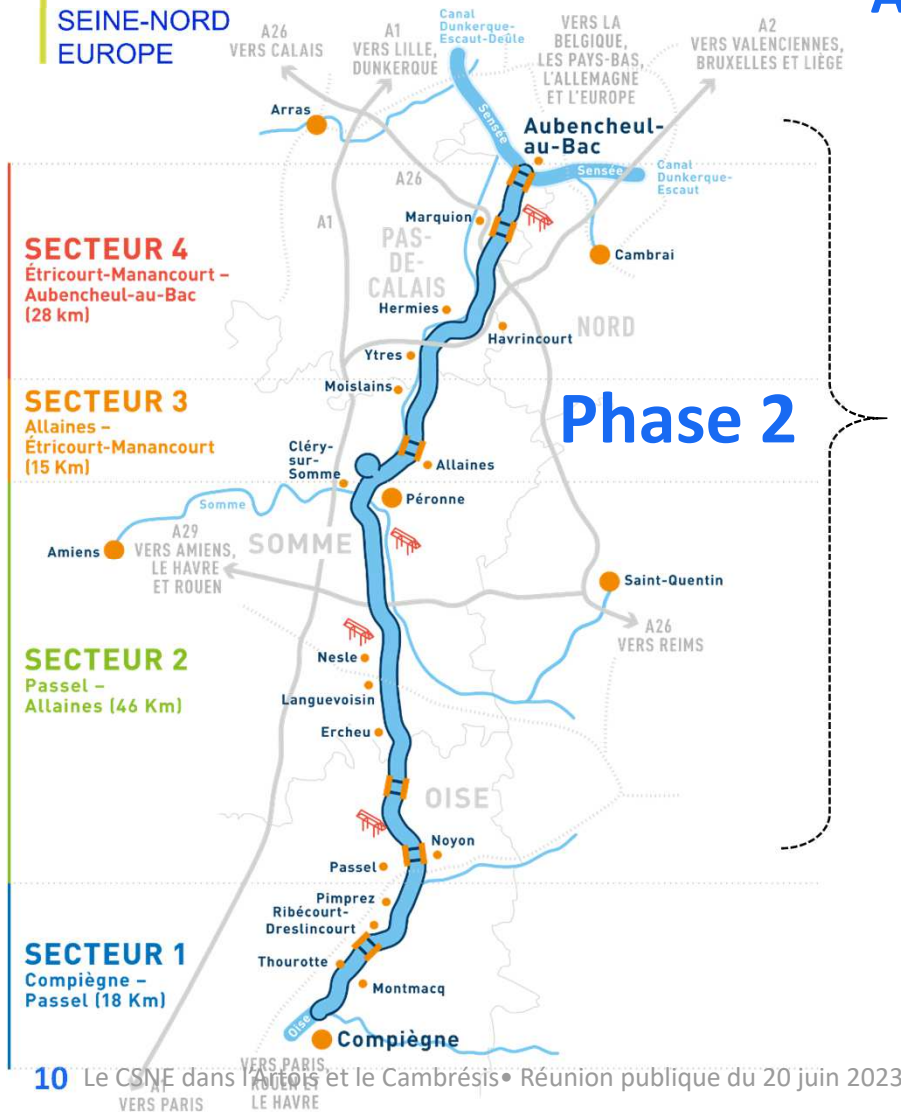 SEINE-NORD
EUROPE
A
A26
VERS CALAIS
A1
VERS LILLE,
DUNKERQUE
Canal
Dunkerque-
Escaut-Deûle
VERS LA
BELGIQUE,
LES PAYS-BAS,
L'ALLEMAGNE
ET L'EUROPE
A2
VERS VALENCIENNES,
BRUXELLES ET LIÈGE
Arras
Sensée
Aubencheul-
au-Bac
Sensée
Canal
Dunkerque-
Escaut
A26
A1
Marquion
PAS-
DE-
CALAIS
Cambrai
SECTEUR 4
Étricourt-Manancourt –
Aubencheul-au-Bac
(28 km)
Hermies
Havrincourt
NORD
Ytres
Moislains
SECTEUR 3
Allaines –
Étricourt-Manancourt
(15 Km)
Phase 2
Cléry-
sur-
Somme
Allaines
Péronne
Somme
Amiens
A29
VERS AMIENS,
LE HAVRE
ET ROUEN
SOMME
Saint-Quentin
A26
VERS REIMS
SECTEUR 2
Passel –
Allaines (46 Km)
Nesle
Languevoisin
Ercheu
OISE
Noyon
Passel
Pimprez
Ribécourt-
Dreslincourt
SECTEUR 1
Compiègne –
Passel (18 Km)
Thourotte
Montmacq
Oise
Compiègne
A1
VERS PARIS
VERS PARIS,
ROUEN ET
LE HAVRE
10 Le CSNE dans l'Artois et le Cambrésis• Réunion publique du 20 juin 2023